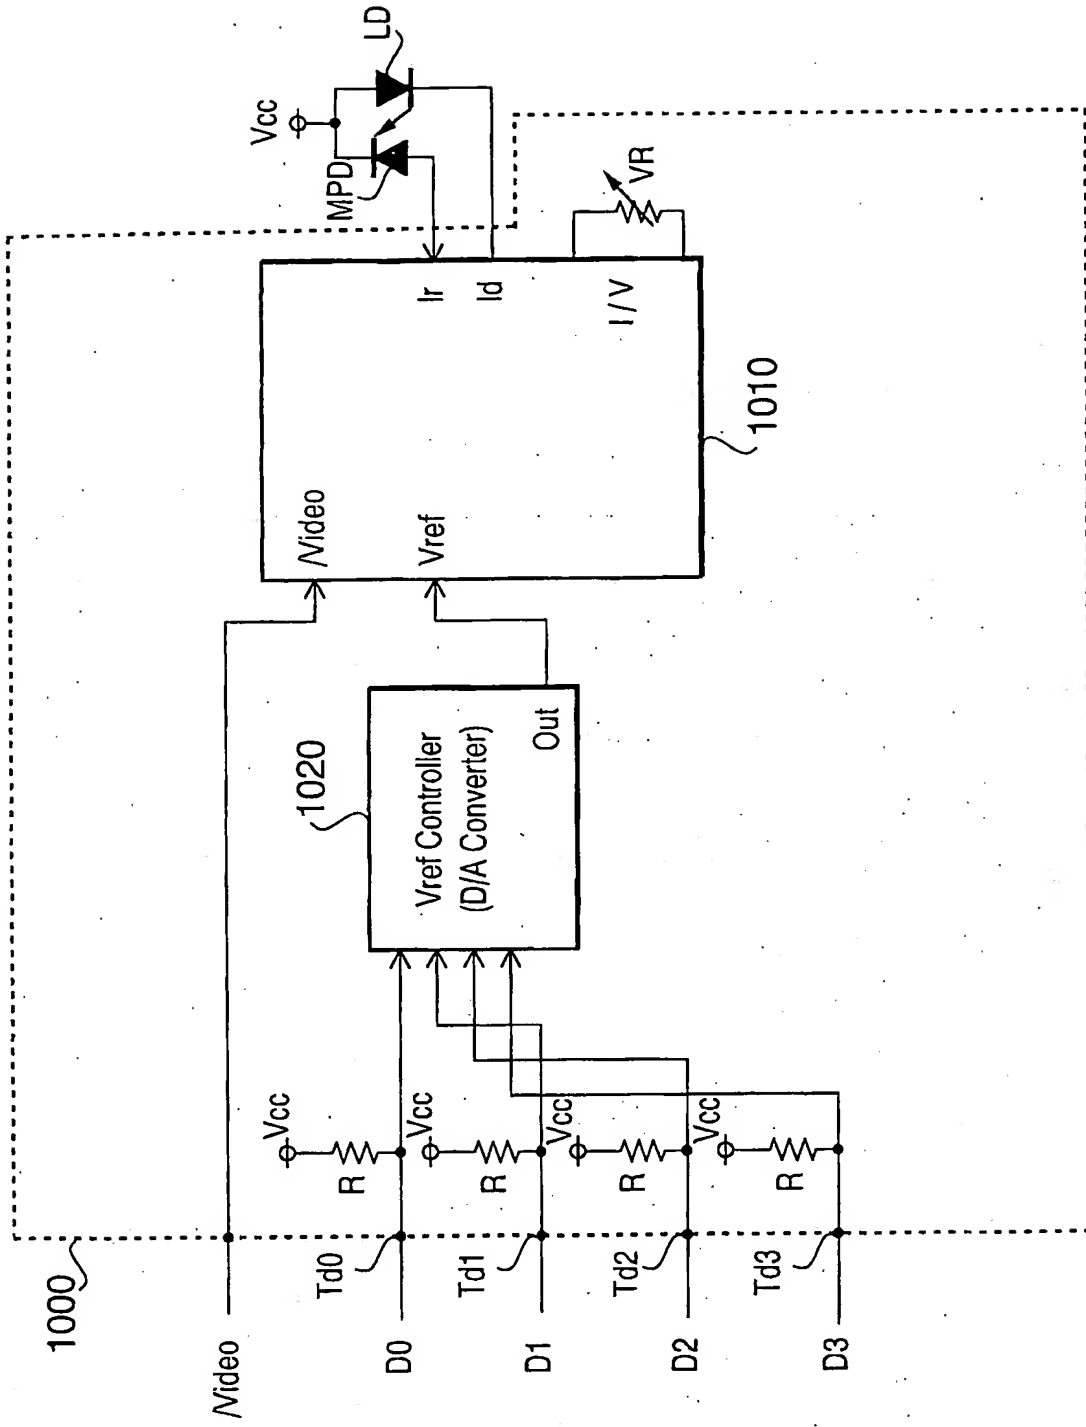 1000
/Video
D0
D1
D2
D3
Td0
Td1
Td2
Td3
Vcc
R
Vcc
R
Vcc
R
Vcc
R
1020
Vref Controller
(D/A Converter)
Out
/Video
Vref
Ir
Id
I/V
1010
VR
Vcc
MPD
LD